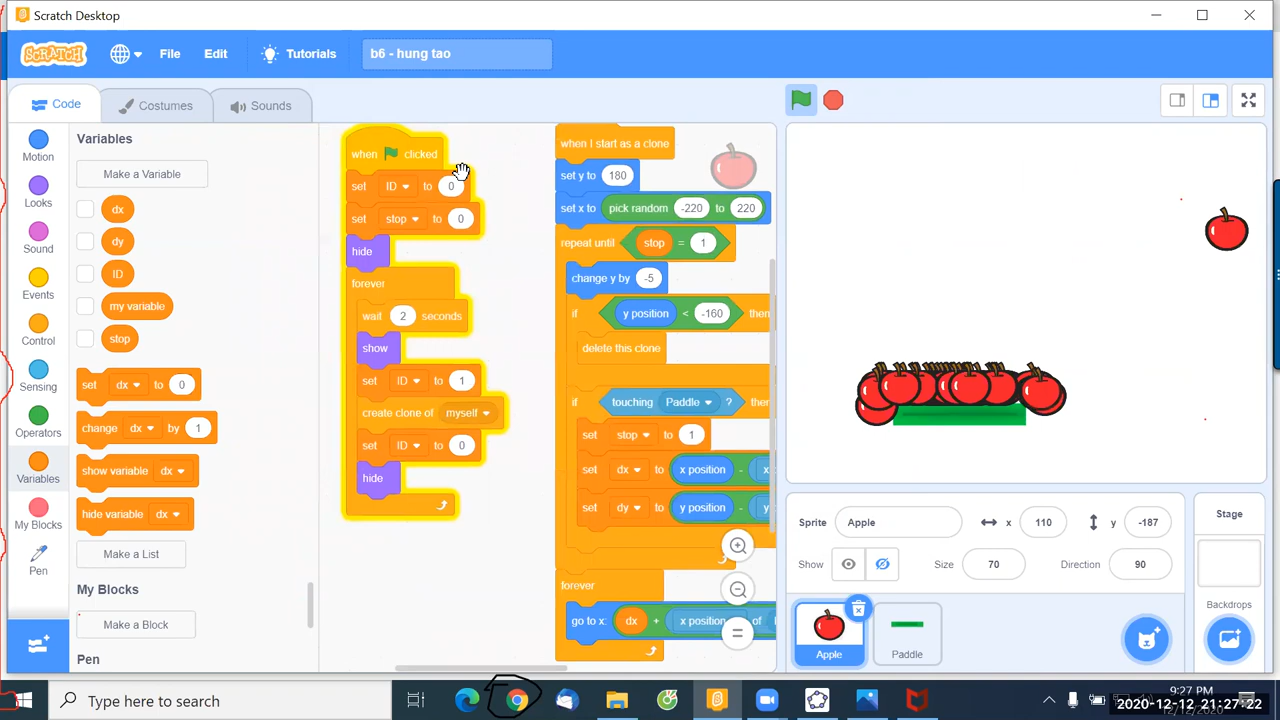 Scratch Desktop
SCRATCH
File
Edit
Tutorials
b6 - hung tao
Code
Costumes
Sounds
Motion
Looks
Sound
Events
Control
Sensing
Operators
Variables
My Blocks
Pen
Variables
Make a Variable
dx
dy
ID
my variable
stop
set dx to 0
change dx by 1
show variable dx
hide variable dx
Make a List
My Blocks
Make a Block
Pen
when clicked
set ID to 0
set stop to 0
hide
forever
wait 2 seconds
show
set ID to 1
create clone of myself
set ID to 0
hide
when I start as a clone
set y to 180
set x to pick random -220 to 220
repeat until stop = 1
change y by -5
if y position < -160 then
delete this clone
if touching Paddle ? then
set stop to 1
set dx to x position - x
set dy to y position - y
forever
go to x: dx + x position of
Sprite Apple x 110 y -187
Show Size 70 Direction 90
Apple
Paddle
Stage
Backdrops
Type here to search
9:27 PM
12/12/2020
2020-12-12 21:27:22